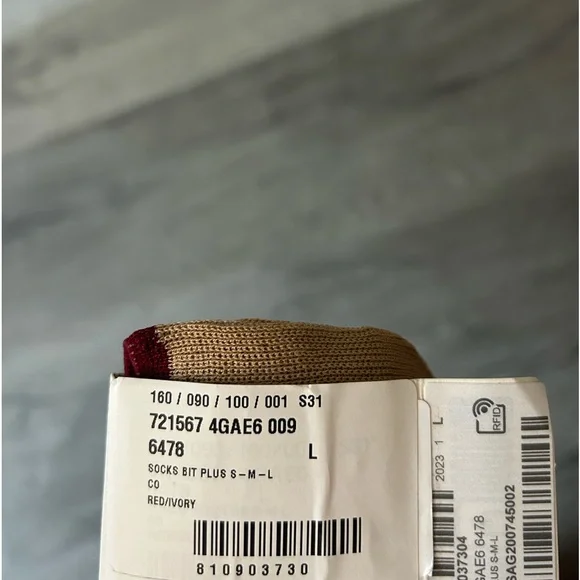 160 / 090 / 100 / 001 S31
721567 4GAE6 009
6478 L
SOCKS BIT PLUS S-M-L
CO
RED/IVORY
810903730
RFID
2023 1 L
037304
GAE6 6478
US S-M-L
AG200745002